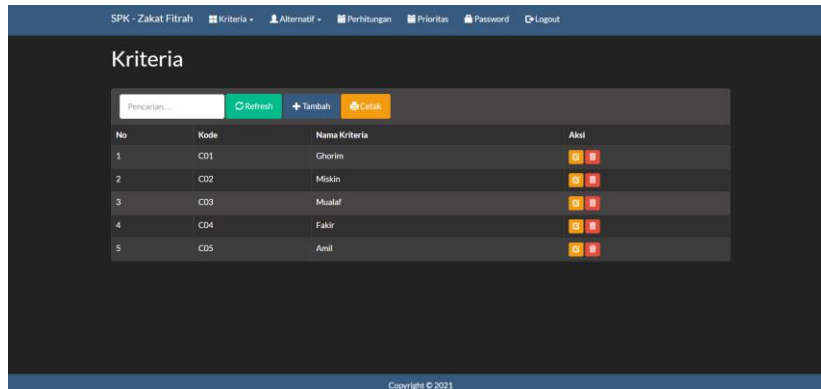 SPK - Zakat Fitrah Kriteria Alternatif Perhitungan Prioritas Password Logout
Kriteria
Pencarian... Refresh Tambah Cetak
No Kode Nama Kriteria Aksi
1 C01 Ghorim
2 C02 Miskin
3 C03 Mualaf
4 C04 Fakir
5 C05 Amil
Copyright © 2021